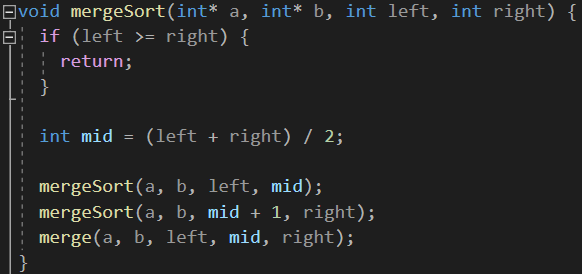 void mergeSort(int* a, int* b, int left, int right) {
if (left >= right) {
return;
}
int mid = (left + right) / 2;
mergeSort(a, b, left, mid);
mergeSort(a, b, mid + 1, right);
merge(a, b, left, mid, right);
}